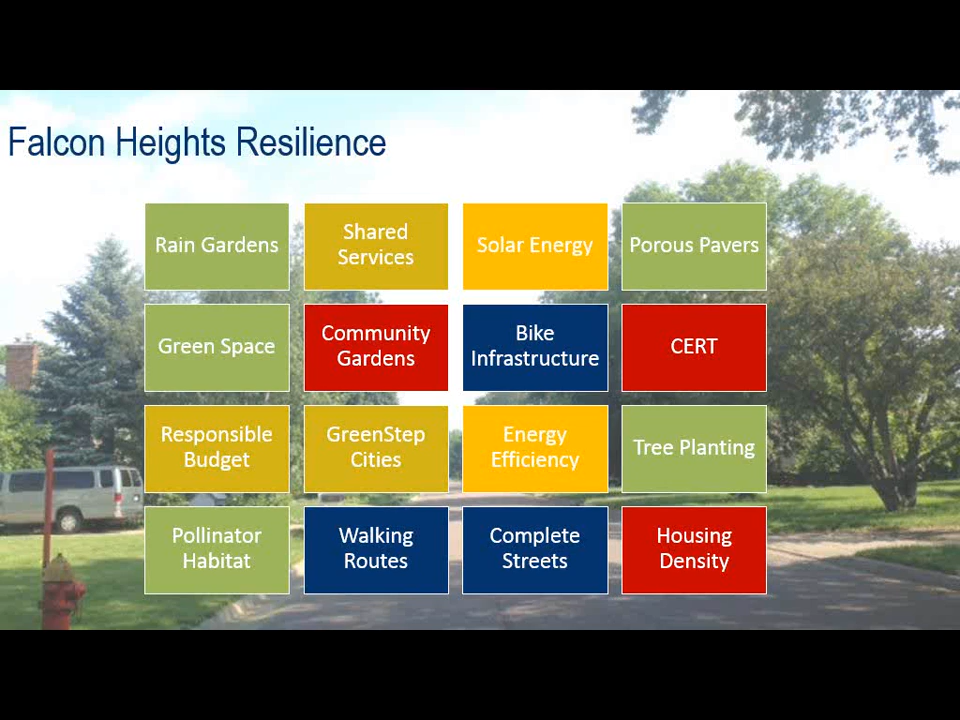 Falcon Heights Resilience
Rain Gardens
Shared
Services
Solar Energy
Porous Pavers
Green Space
Community
Gardens
Bike
Infrastructure
CERT
Responsible
Budget
GreenStep
Cities
Energy
Efficiency
Tree Planting
Pollinator
Habitat
Walking
Routes
Complete
Streets
Housing
Density